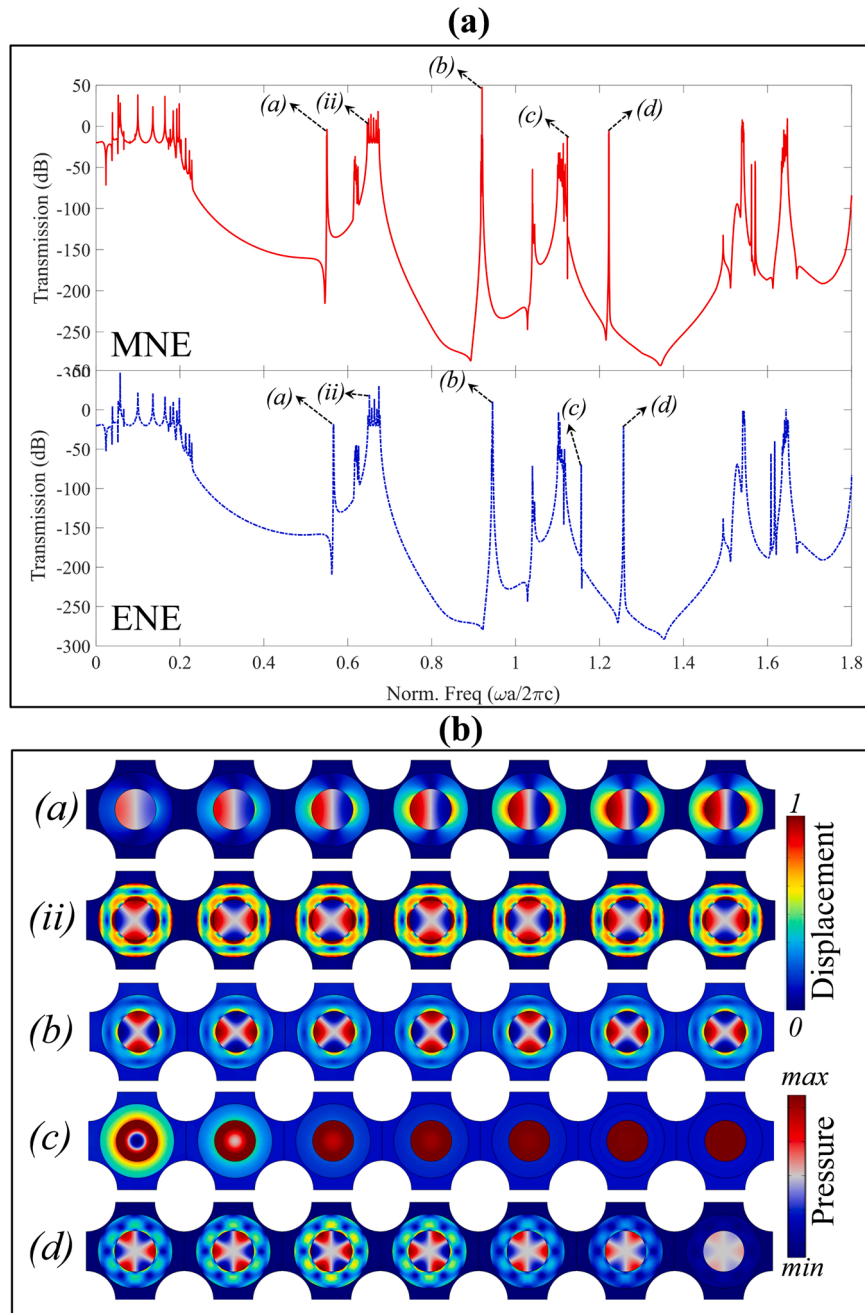 (a)
50
0
-50
-100
-150
-200
-250
-300
Transmission (dB)
(a)
(ii)
(b)
(c)
(d)
MNE
50
0
-50
-100
-150
-200
-250
-300
Transmission (dB)
(a)
(ii)
(b)
(c)
(d)
ENE
0 0.2 0.4 0.6 0.8 1 1.2 1.4 1.6 1.8
Norm. Freq (ωa/2πc)
(b)
(a)
(ii)
(b)
(c)
(d)
1
Displacement
0
max
Pressure
min